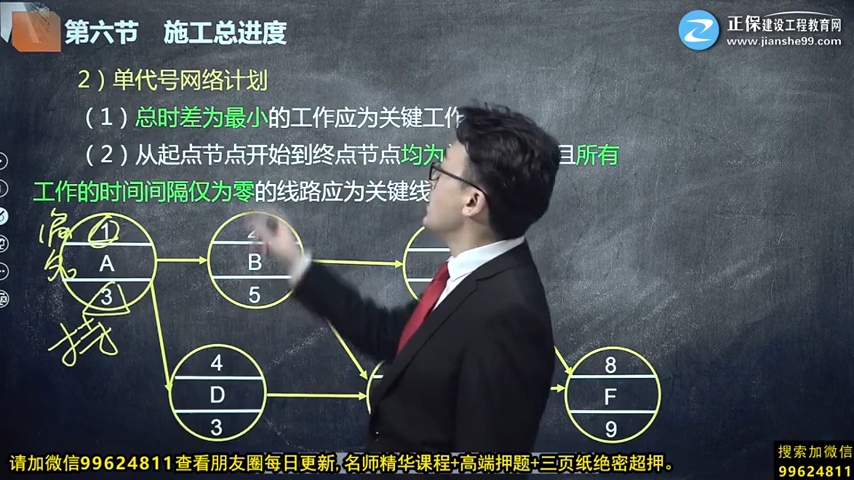 第六节 施工总进度
正保建设工程教育网
www.jianshe99.com
2）单代号网络计划
（1）总时差为最小的工作应为关键工作
（2）从起点节点开始到终点节点均为 且所有
工作的时间间隔仅为零的线路应为关键线
编
1
2
号
A
B
3
5
持
4
8
D
F
3
9
请加微信99624811查看朋友圈每日更新,名师精华课程+高端押题+三页纸绝密超押。
搜索加微信
99624811